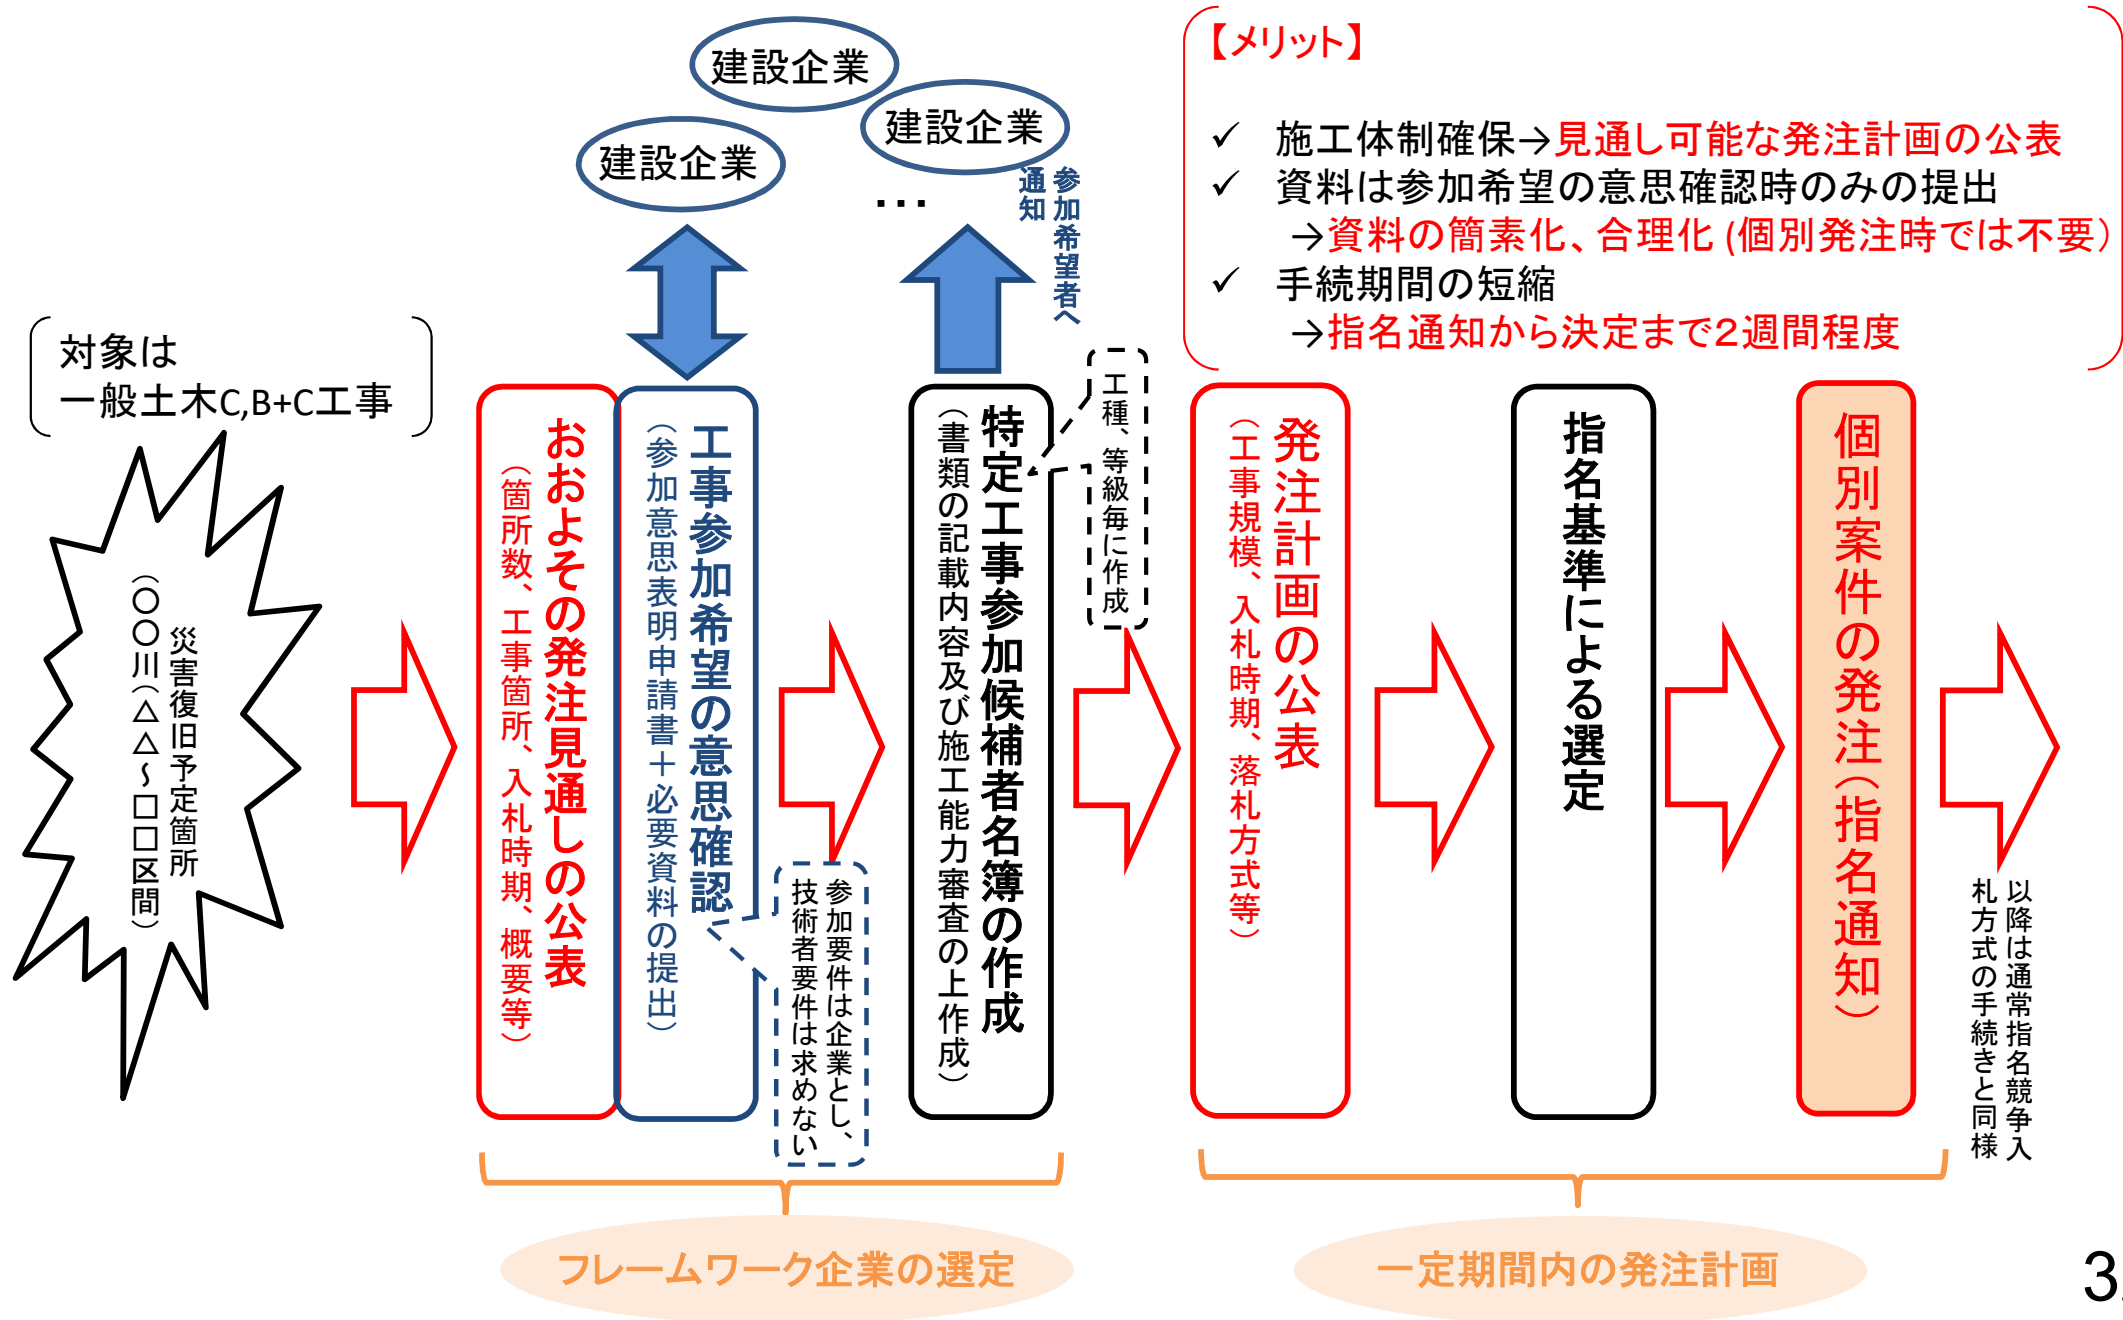 建設企業
建設企業
建設企業
…
参加希望者へ
通知
【メリット】
✓ 施工体制確保→見通し可能な発注計画の公表
✓ 資料は参加希望の意思確認時のみの提出
→資料の簡素化、合理化 (個別発注時では不要)
✓ 手続期間の短縮
→指名通知から決定まで２週間程度
対象は
一般土木C,B+C工事
災害復旧予定箇所
（〇〇川（△△～□□区間）
おおよその発注見通しの公表
（箇所数、工事箇所、入札時期、概要等）
工事参加希望の意思確認
（参加意思表明申請書＋必要資料の提出）
参加要件は企業とし、
技術者要件は求めない
特定工事参加候補者名簿の作成
（書類の記載内容及び施工能力審査の上作成）
工種、等級毎に作成
発注計画の公表
（工事規模、入札時期、落札方式等）
指名基準による選定
個別案件の発注（指名通知）
以降は通常指名競争入
札方式の手続きと同様
フレームワーク企業の選定
一定期間内の発注計画
3